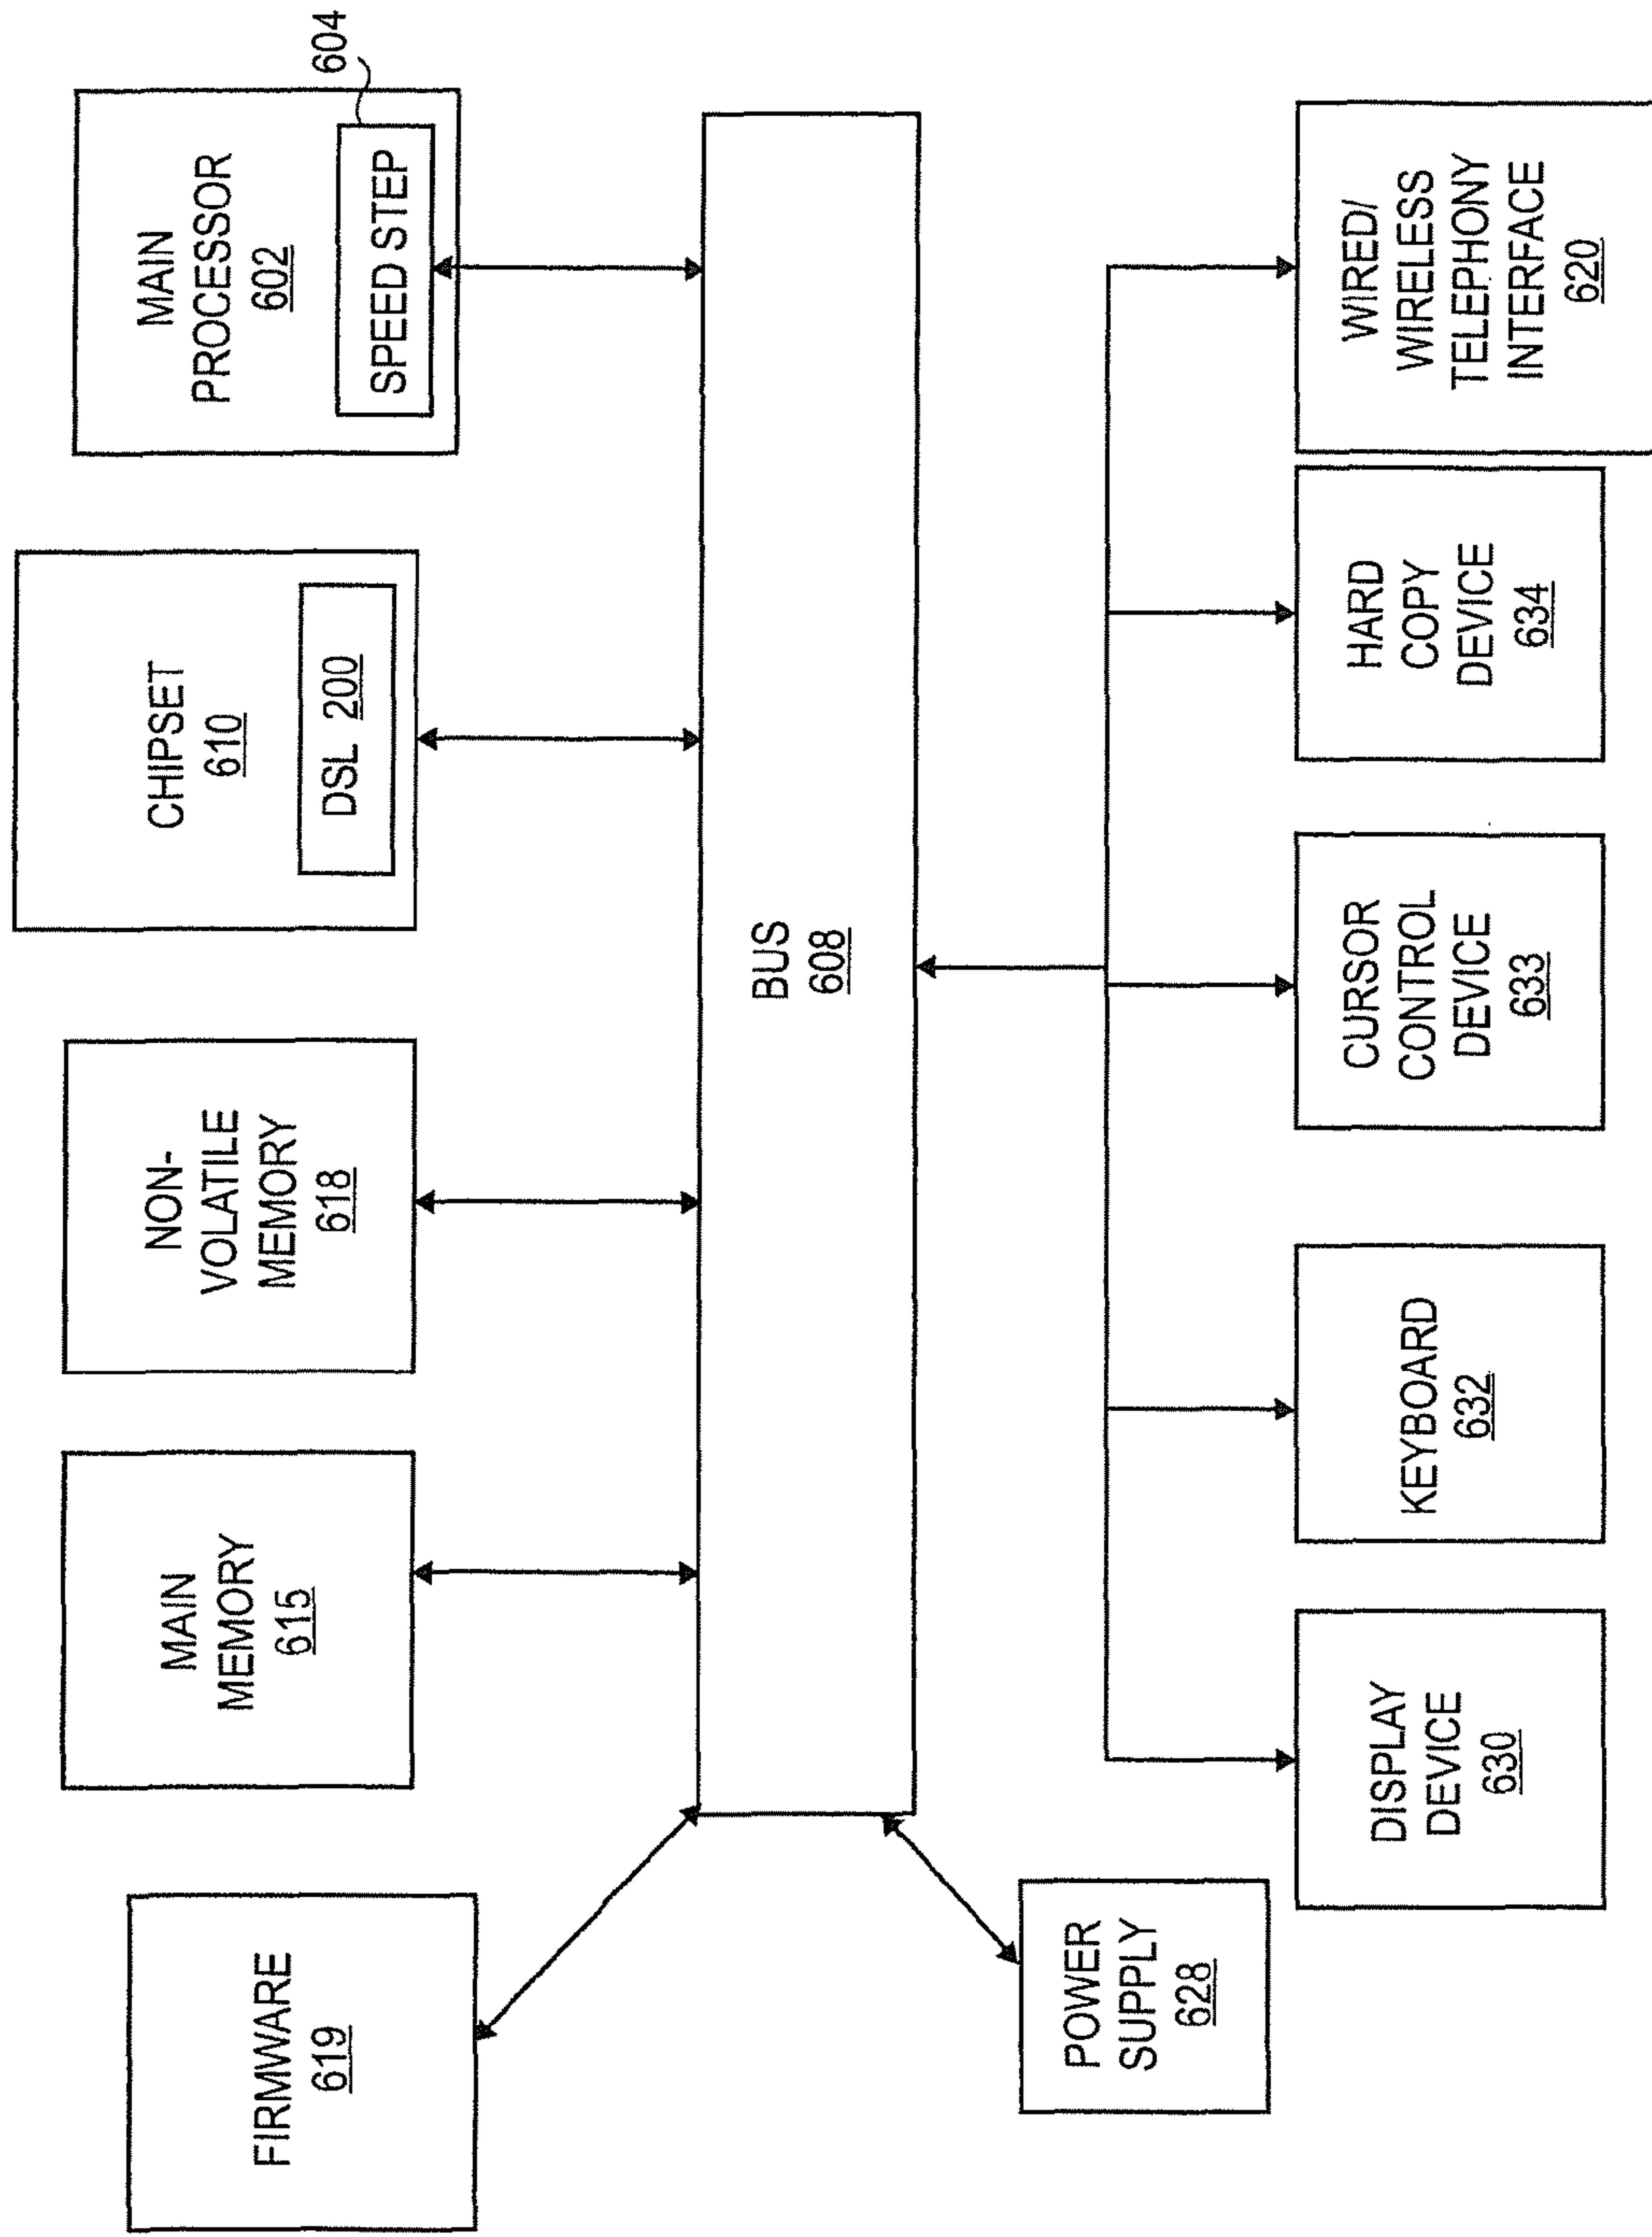 FIRMWARE
619
MAIN
MEMORY
615
NON-
VOLATILE
MEMORY
618
CHIPSET
610
DSL 200
MAIN
PROCESSOR
602
SPEED STEP
604
BUS
608
POWER
SUPPLY
628
DISPLAY
DEVICE
630
KEYBOARD
632
CURSOR
CONTROL
DEVICE
633
HARD
COPY
DEVICE
634
WIRED/
WIRELESS
TELEPHONY
INTERFACE
620